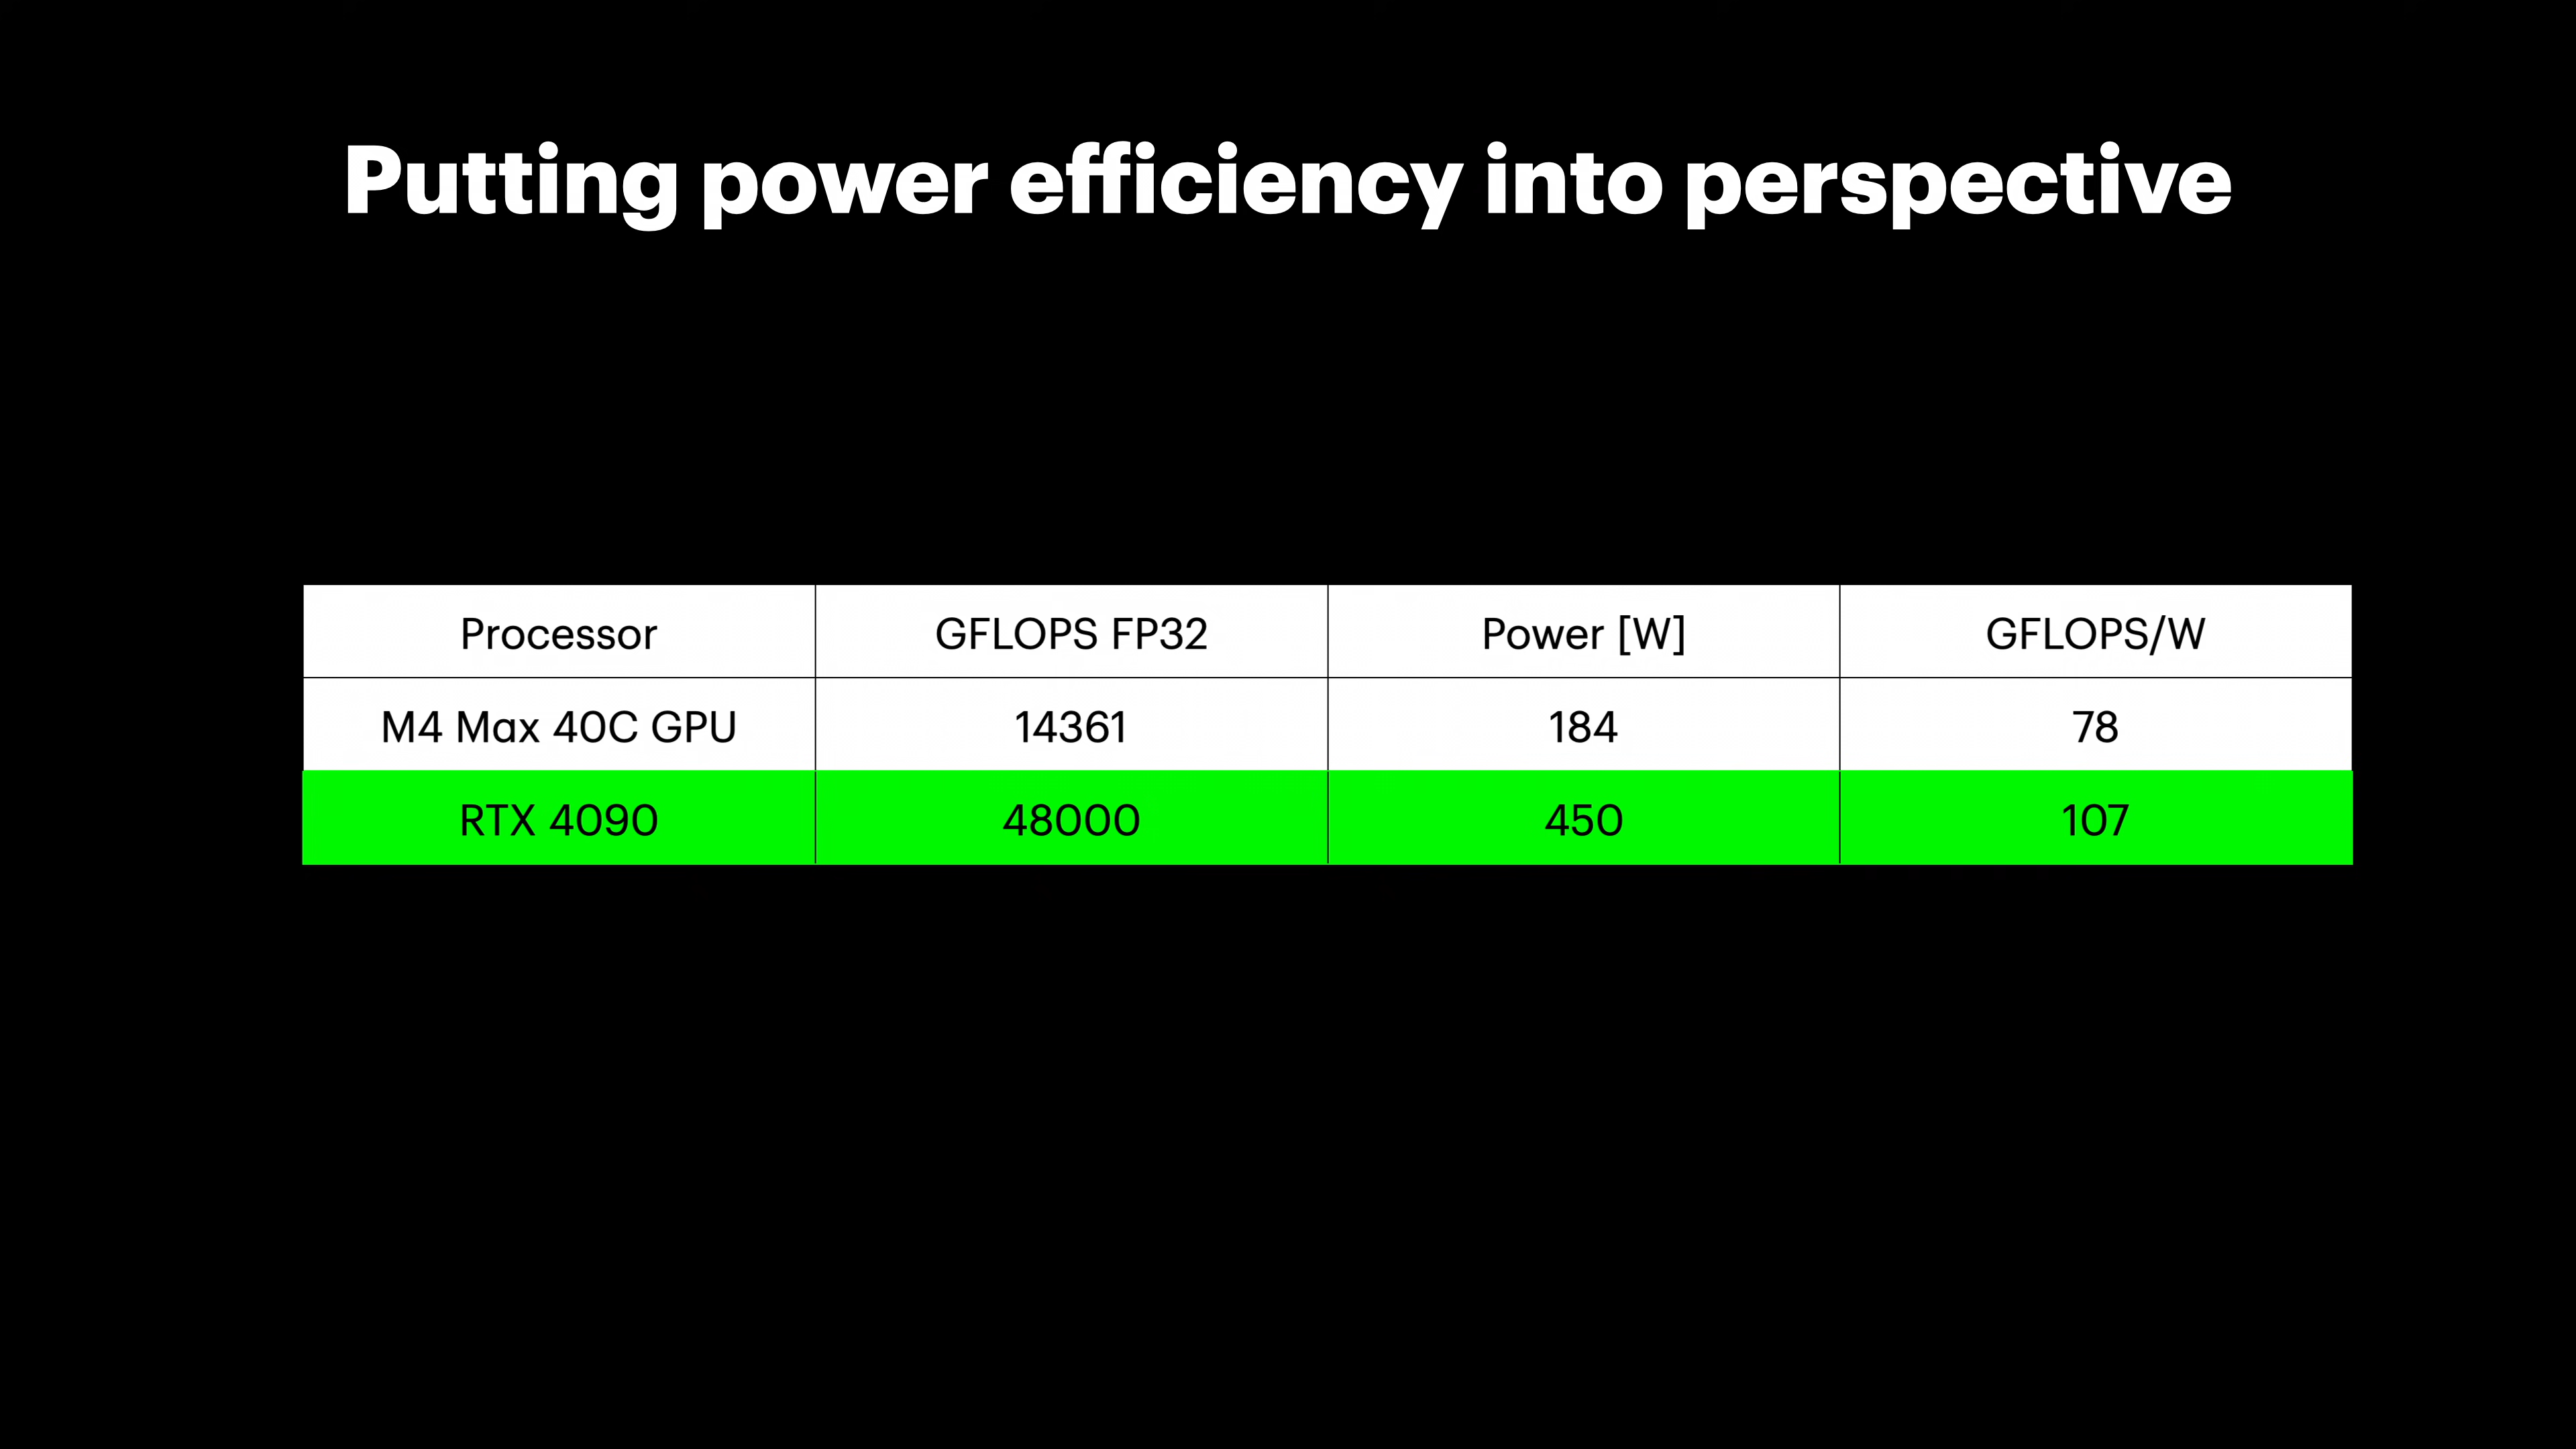 Putting power efficiency into perspective
Processor GFLOPS FP32 Power [W] GFLOPS/W
M4 Max 40C GPU 14361 184 78
RTX 4090 48000 450 107